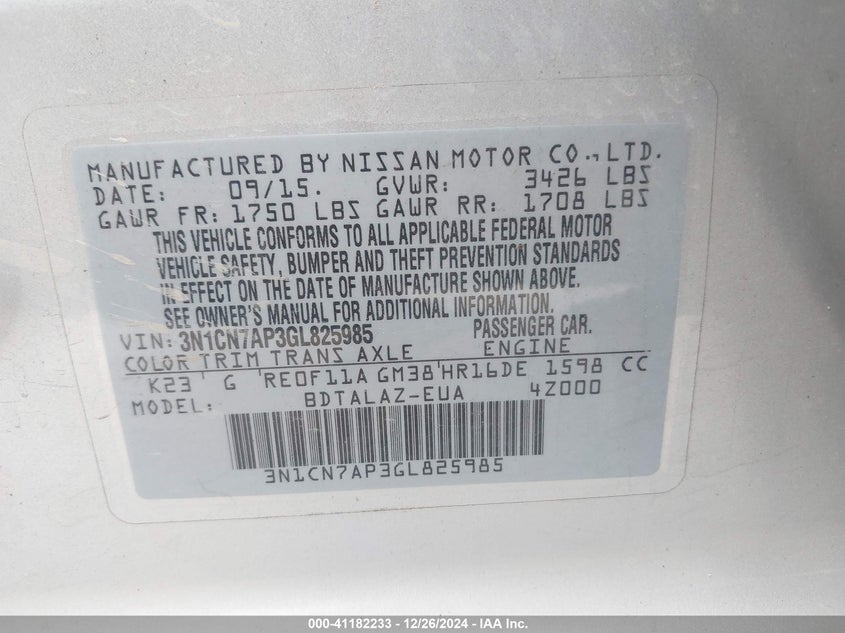 MANUFACTURED BY NISSAN MOTOR CO., LTD.
DATE: 09/15. GVWR: 3426 LBS
GAWR FR: 1750 LBS GAWR RR: 1708 LBS
THIS VEHICLE CONFORMS TO ALL APPLICABLE FEDERAL MOTOR
VEHICLE SAFETY, BUMPER AND THEFT PREVENTION STANDARDS
IN EFFECT ON THE DATE OF MANUFACTURE SHOWN ABOVE.
SEE OWNER'S MANUAL FOR ADDITIONAL INFORMATION.
VIN: 3N1CN7AP3GL825985 PASSENGER CAR.
COLOR TRIM TRANS AXLE ENGINE
K23 G RE0F11A GM38 HR16DE 1598 CC
MODEL: BDTALAZ-EUA 4Z000
3N1CN7AP3GL825985
000-41182233 - 12/26/2024 - IAA Inc.